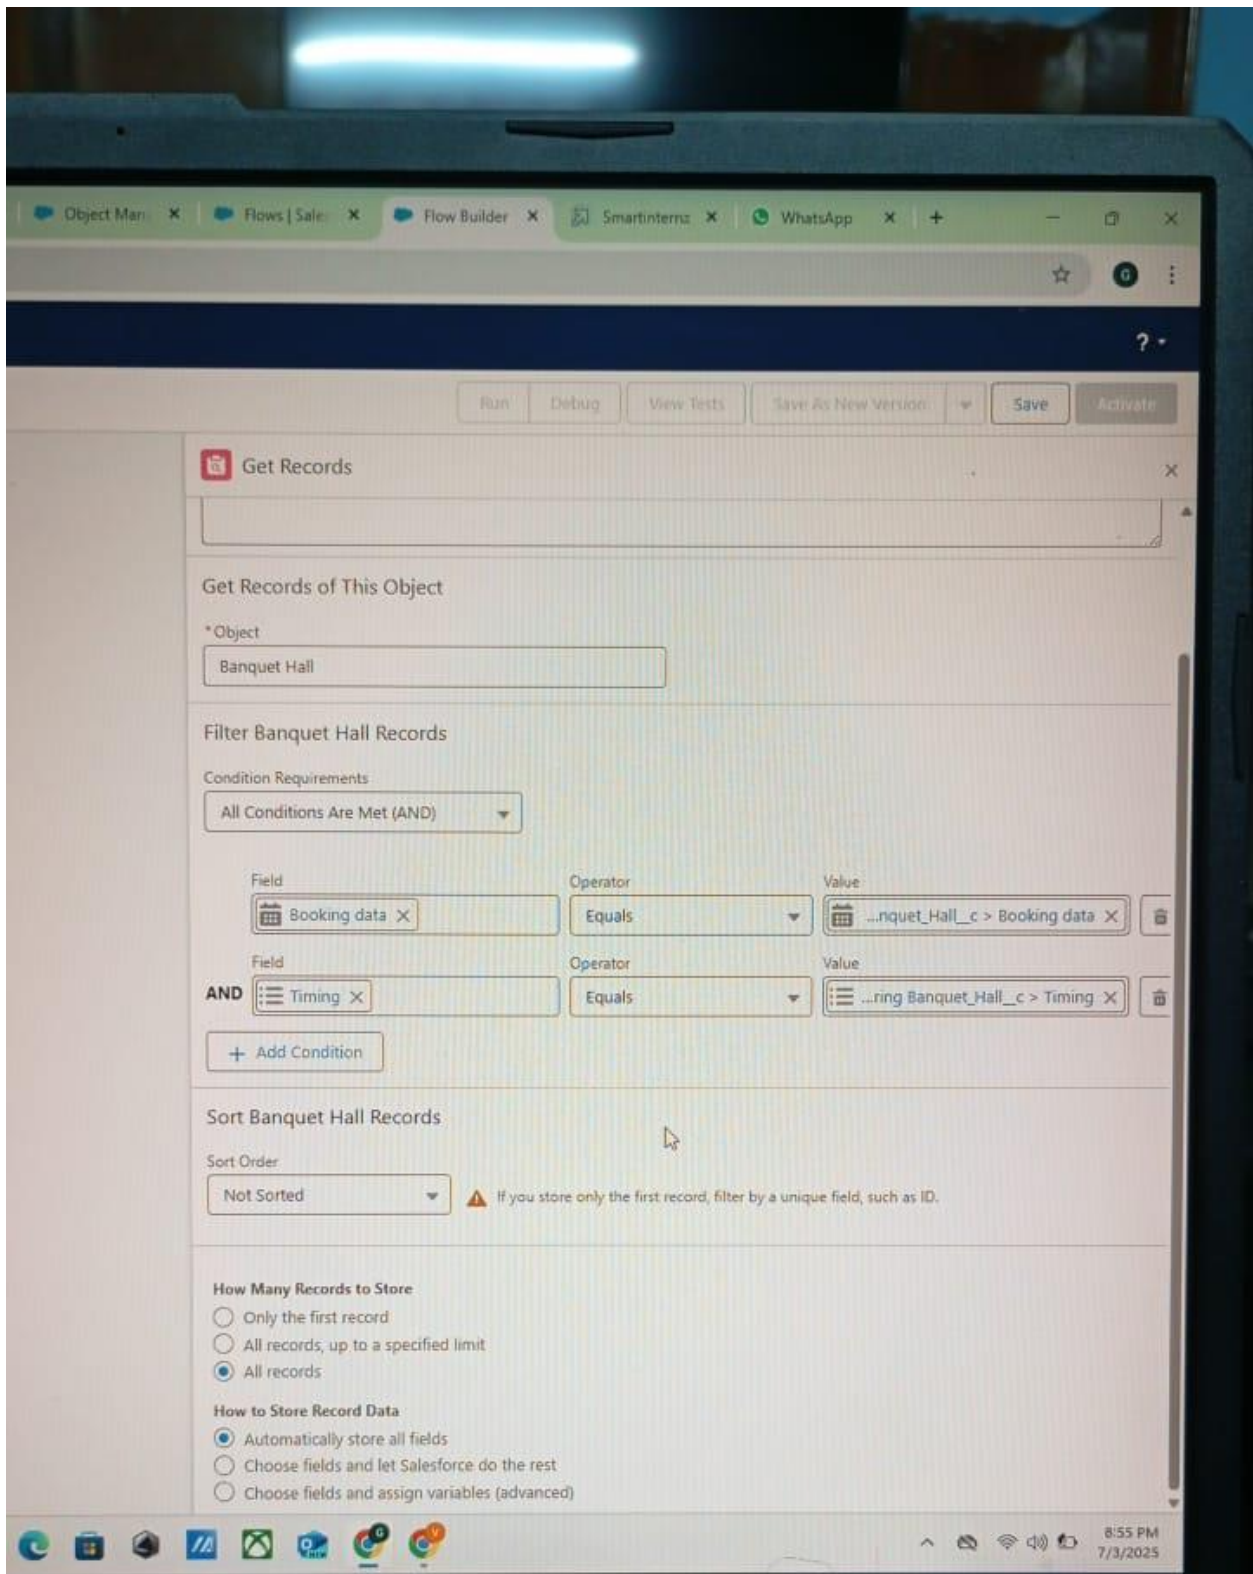 Object Man
Flows | Sale
Flow Builder
Smartinternz
WhatsApp
G
?
Run
Debug
View Tests
Save As New Version
Save
Activate
Get Records
Get Records of This Object
* Object
Banquet Hall
Filter Banquet Hall Records
Condition Requirements
All Conditions Are Met (AND)
Field Operator Value
Booking data Equals ...nquet_Hall__c > Booking data
Field Operator Value
AND Timing Equals ...ring Banquet_Hall__c > Timing
+ Add Condition
Sort Banquet Hall Records
Sort Order
Not Sorted
If you store only the first record, filter by a unique field, such as ID.
How Many Records to Store
Only the first record
All records, up to a specified limit
All records
How to Store Record Data
Automatically store all fields
Choose fields and let Salesforce do the rest
Choose fields and assign variables (advanced)
8:55 PM
7/3/2025